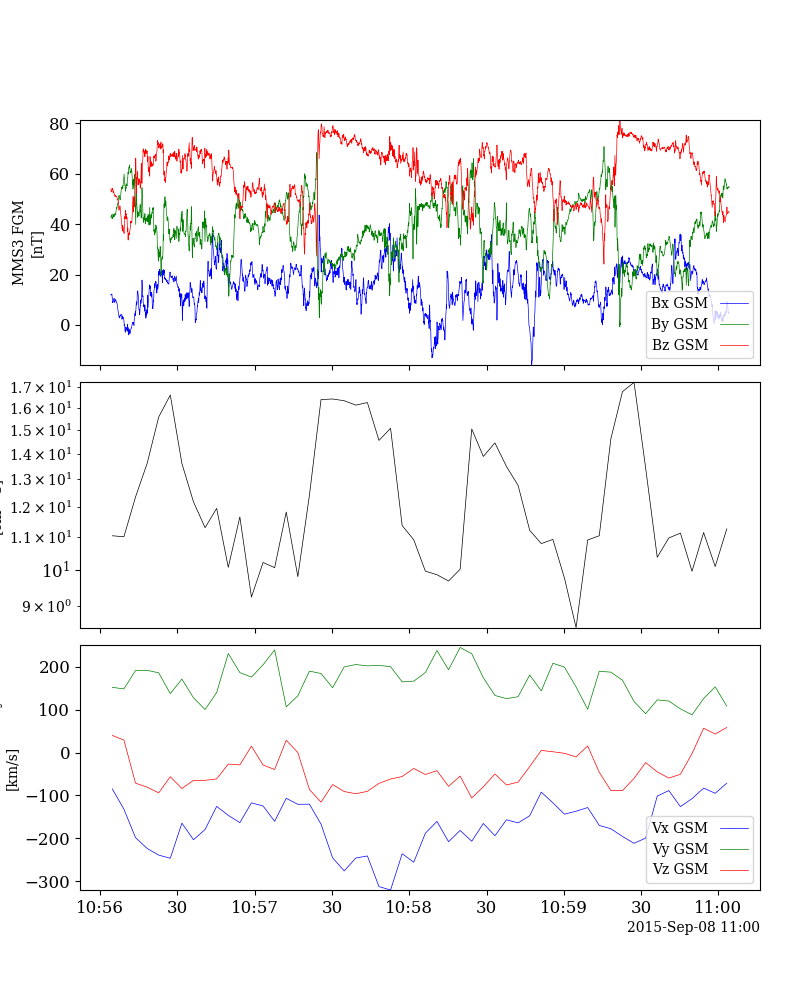 80
60
40
20
0
MMS3 FGM
[nT]
Bx GSM
By GSM
Bz GSM
1.7 × 10¹
1.6 × 10¹
1.5 × 10¹
1.4 × 10¹
1.3 × 10¹
1.2 × 10¹
1.1 × 10¹
10¹
9 × 10⁰
200
100
0
−100
−200
−300
[km/s]
Vx GSM
Vy GSM
Vz GSM
10:56 30 10:57 30 10:58 30 10:59 30 11:00
2015-Sep-08 11:00